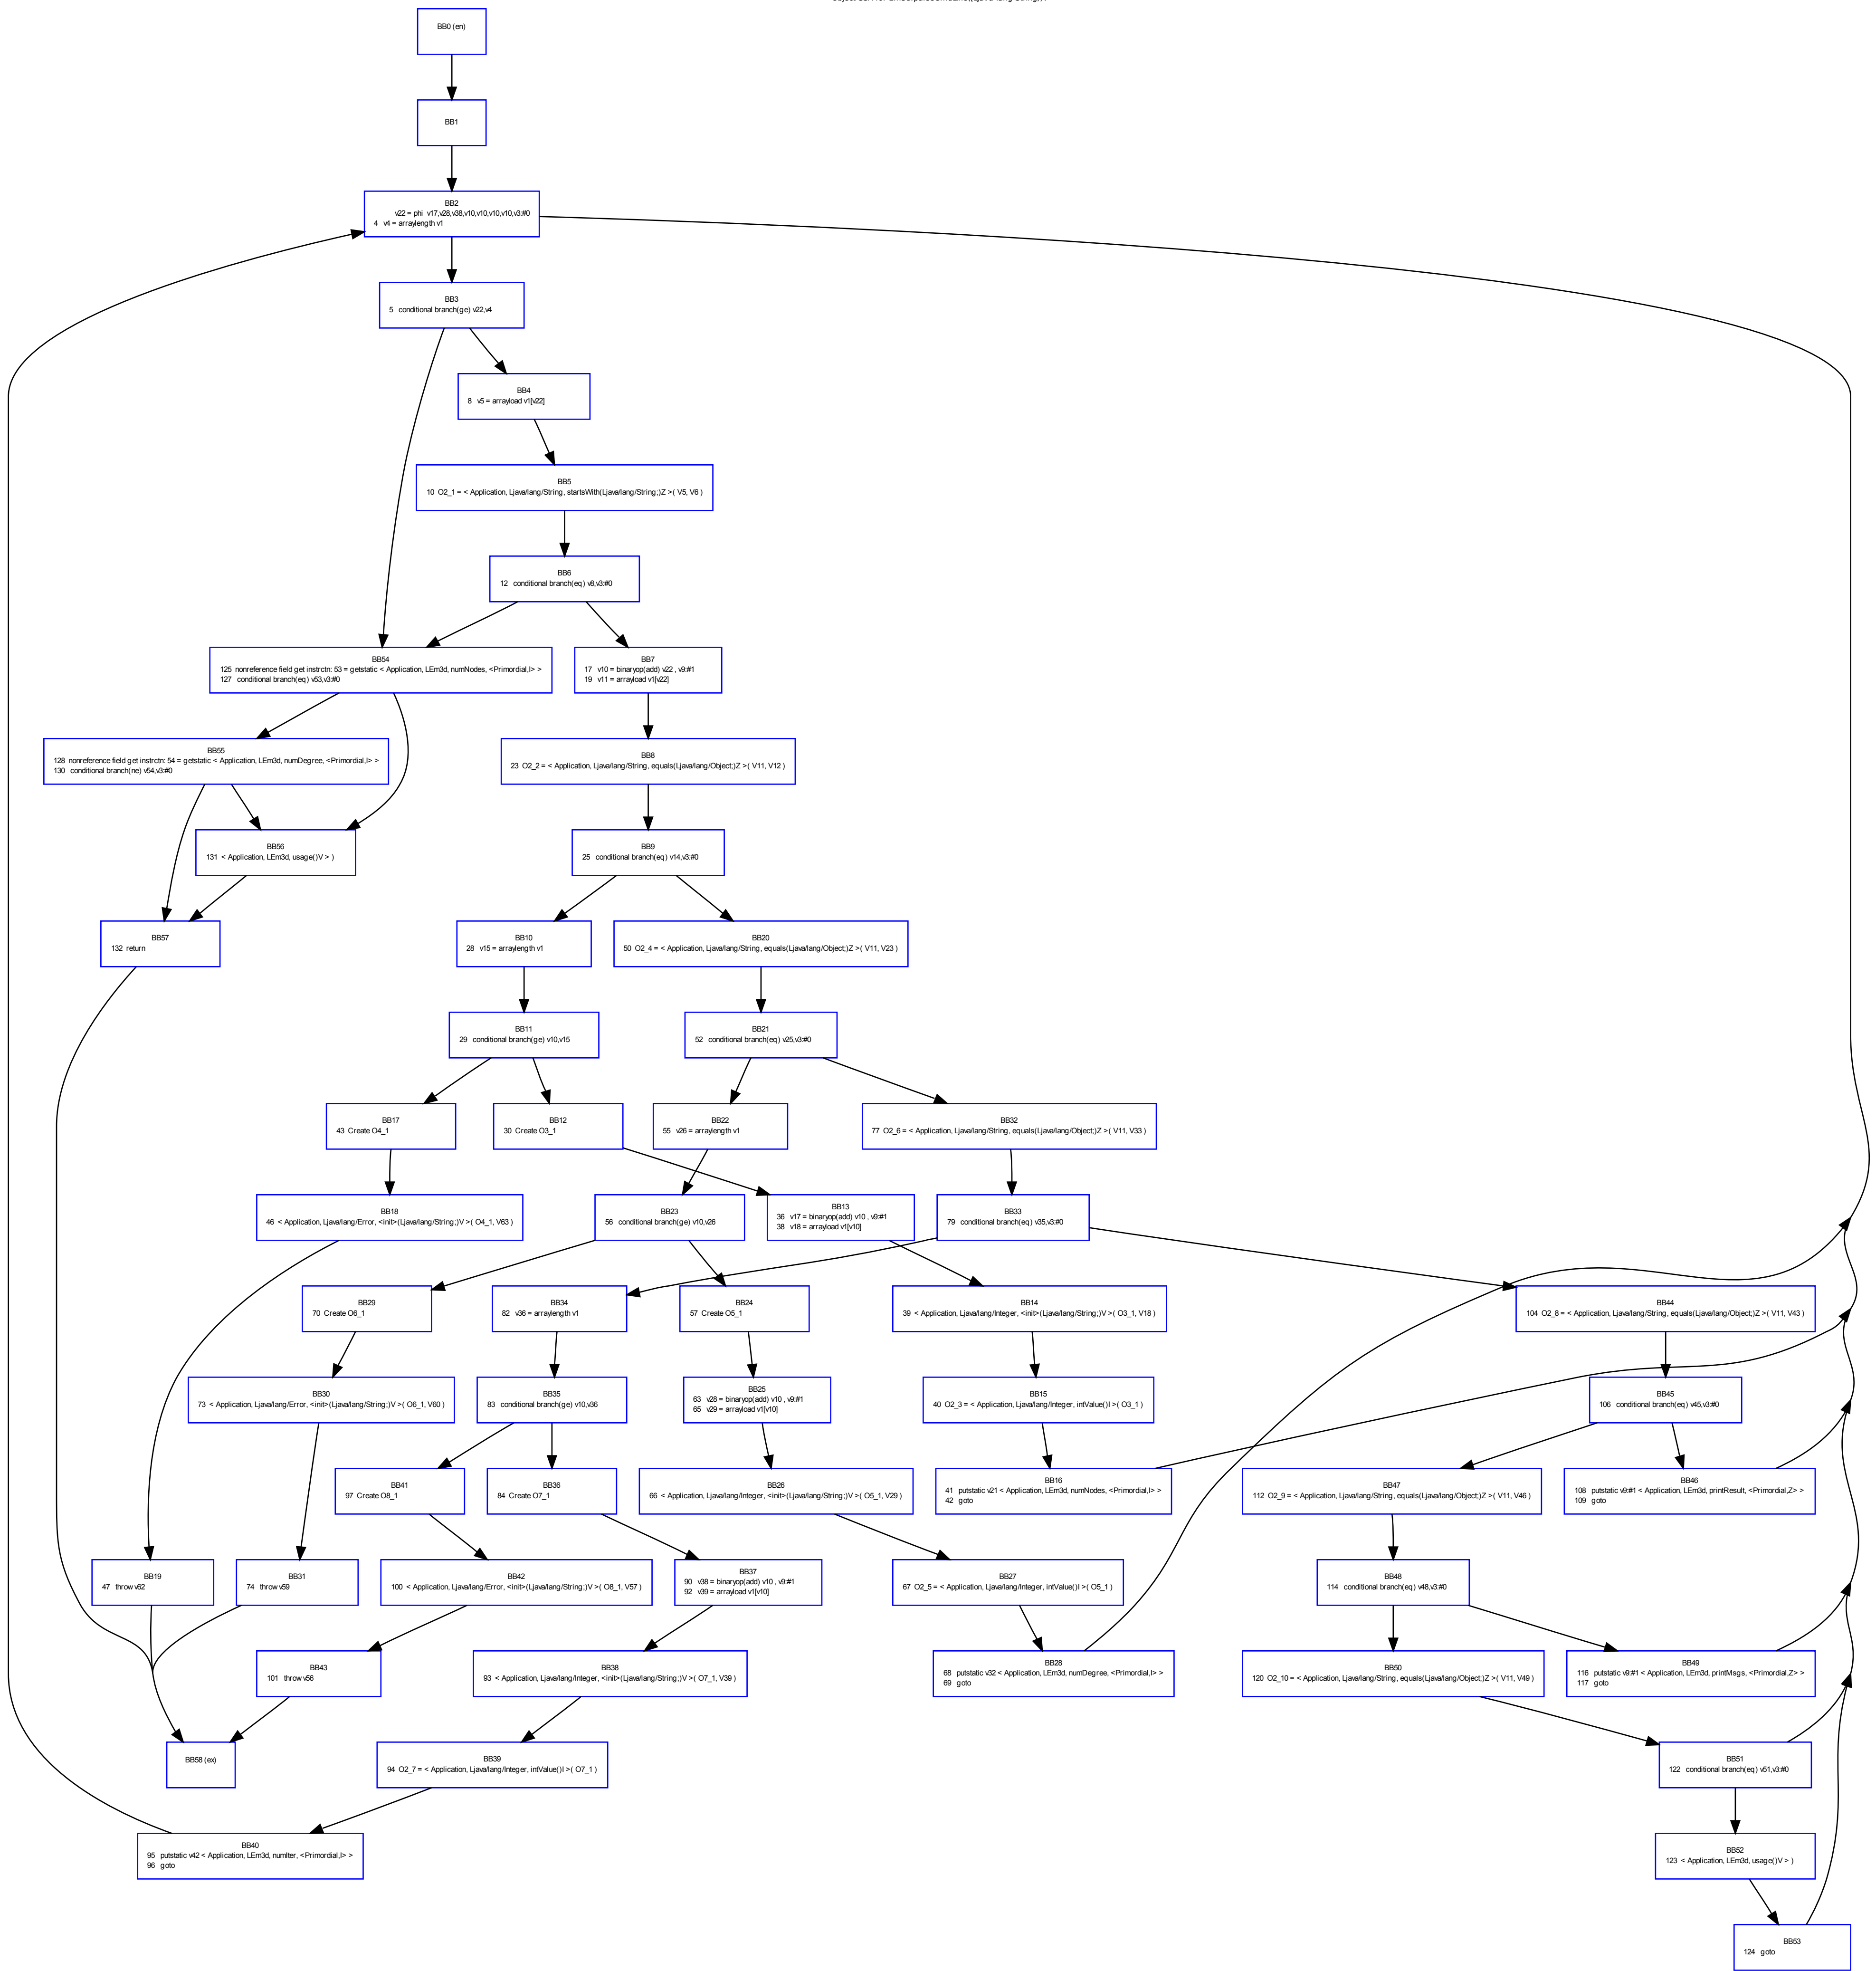 BB0 (en)
BB1
BB2
v22 = phi v17,v28,v38,v10,v10,v10,v10,v3:#0
4 v4 = arraylength v1
BB3
5 conditional branch(ge) v22,v4
BB4
8 v5 = arrayload v1[v22]
BB5
10 O2_1 = < Application, Ljava/lang/String, startsWith(Ljava/lang/String;)Z >( V5, V6 )
BB6
12 conditional branch(eq) v8,v3:#0
BB54
125 nonreference field get instrctn: 53 = getstatic < Application, LEm3d, numNodes, <Primordial,I> >
127 conditional branch(eq) v53,v3:#0
BB7
17 v10 = binaryop(add) v22 , v9:#1
19 v11 = arrayload v1[v22]
BB55
128 nonreference field get instrctn: 54 = getstatic < Application, LEm3d, numDegree, <Primordial,I> >
130 conditional branch(ne) v54,v3:#0
BB8
23 O2_2 = < Application, Ljava/lang/String, equals(Ljava/lang/Object;)Z >( V11, V12 )
BB56
131 < Application, LEm3d, usage()V > )
BB9
25 conditional branch(eq) v14,v3:#0
BB57
132 return
BB10
28 v15 = arraylength v1
BB20
50 O2_4 = < Application, Ljava/lang/String, equals(Ljava/lang/Object;)Z >( V11, V23 )
BB11
29 conditional branch(ge) v10,v15
BB21
52 conditional branch(eq) v25,v3:#0
BB17
43 Create O4_1
BB12
30 Create O3_1
BB22
55 v26 = arraylength v1
BB32
77 O2_6 = < Application, Ljava/lang/String, equals(Ljava/lang/Object;)Z >( V11, V33 )
BB18
46 < Application, Ljava/lang/Error, <init>(Ljava/lang/String;)V >( O4_1, V63 )
BB23
56 conditional branch(ge) v10,v26
BB13
36 v17 = binaryop(add) v10 , v9:#1
38 v18 = arrayload v1[v10]
BB33
79 conditional branch(eq) v35,v3:#0
BB29
70 Create O6_1
BB34
82 v36 = arraylength v1
BB24
57 Create O5_1
BB14
39 < Application, Ljava/lang/Integer, <init>(Ljava/lang/String;)V >( O3_1, V18 )
BB44
104 O2_8 = < Application, Ljava/lang/String, equals(Ljava/lang/Object;)Z >( V11, V43 )
BB30
73 < Application, Ljava/lang/Error, <init>(Ljava/lang/String;)V >( O6_1, V60 )
BB35
83 conditional branch(ge) v10,v36
BB25
63 v28 = binaryop(add) v10 , v9:#1
65 v29 = arrayload v1[v10]
BB15
40 O2_3 = < Application, Ljava/lang/Integer, intValue()I >( O3_1 )
BB45
106 conditional branch(eq) v45,v3:#0
BB41
97 Create O8_1
BB36
84 Create O7_1
BB26
66 < Application, Ljava/lang/Integer, <init>(Ljava/lang/String;)V >( O5_1, V29 )
BB16
41 putstatic v21 < Application, LEm3d, numNodes, <Primordial,I> >
42 goto
BB47
112 O2_9 = < Application, Ljava/lang/String, equals(Ljava/lang/Object;)Z >( V11, V46 )
BB46
108 putstatic v9:#1 < Application, LEm3d, printResult, <Primordial,Z> >
109 goto
BB19
47 throw v62
BB31
74 throw v59
BB42
100 < Application, Ljava/lang/Error, <init>(Ljava/lang/String;)V >( O8_1, V57 )
BB37
90 v38 = binaryop(add) v10 , v9:#1
92 v39 = arrayload v1[v10]
BB27
67 O2_5 = < Application, Ljava/lang/Integer, intValue()I >( O5_1 )
BB48
114 conditional branch(eq) v48,v3:#0
BB43
101 throw v56
BB38
93 < Application, Ljava/lang/Integer, <init>(Ljava/lang/String;)V >( O7_1, V39 )
BB28
68 putstatic v32 < Application, LEm3d, numDegree, <Primordial,I> >
69 goto
BB50
120 O2_10 = < Application, Ljava/lang/String, equals(Ljava/lang/Object;)Z >( V11, V49 )
BB49
116 putstatic v9:#1 < Application, LEm3d, printMsgs, <Primordial,Z> >
117 goto
BB58 (ex)
BB39
94 O2_7 = < Application, Ljava/lang/Integer, intValue()I >( O7_1 )
BB51
122 conditional branch(eq) v51,v3:#0
BB40
95 putstatic v42 < Application, LEm3d, numIter, <Primordial,I> >
96 goto
BB52
123 < Application, LEm3d, usage()V > )
BB53
124 goto